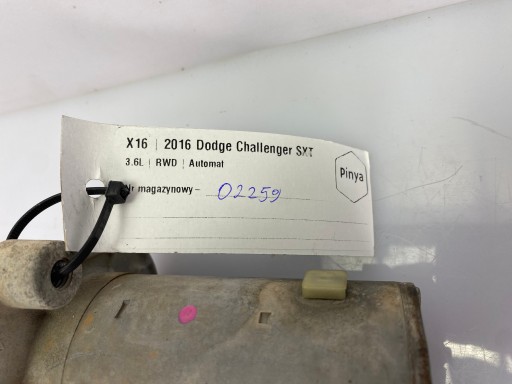 X16 | 2016 Dodge Challenger SXT
3.6L | RWD | Automat
Pinya
Nr magazynowy – 02259